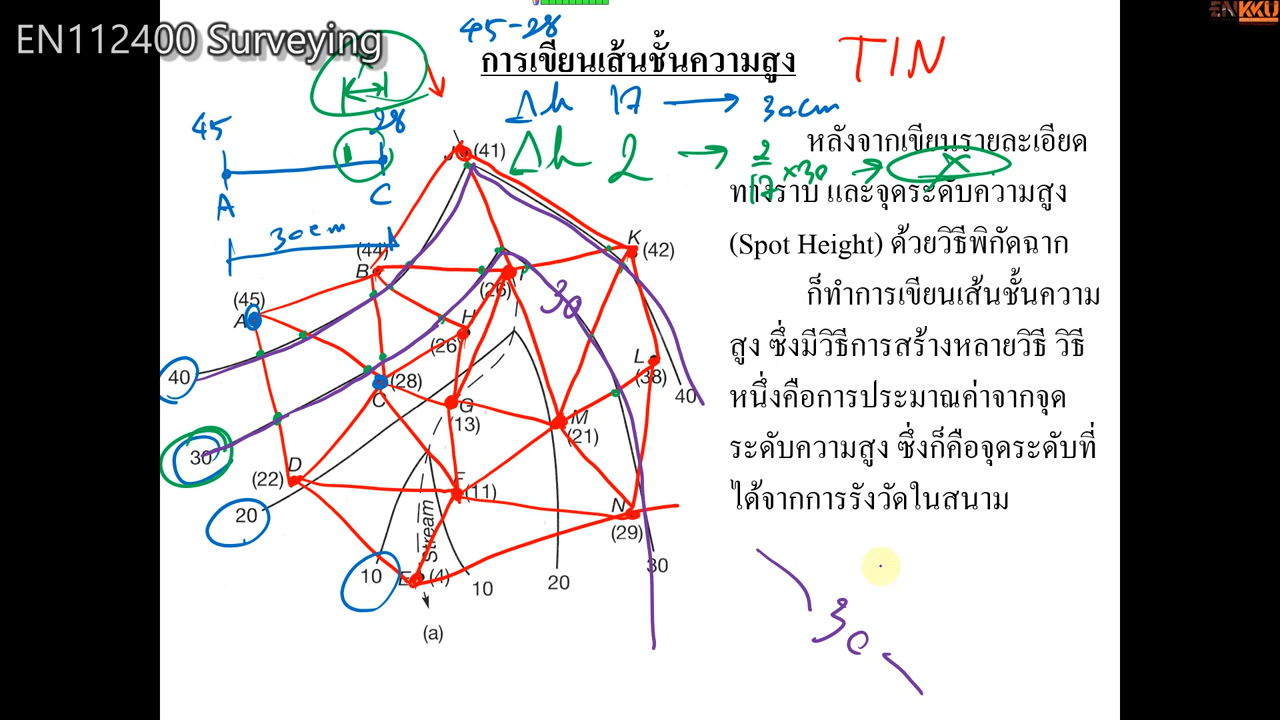 EN112400 Surveying
ENKKU
45-28
การเขียนเส้นชั้นความสูง
TIN
Δh 17 → 30cm
Δh 2 → 2/17 ×30 → x
45
28
A
C
30cm
หลังจากเขียนรายละเอียด
ทางราบ และจุดระดับความสูง
(Spot Height) ด้วยวิธีพิกัดฉาก
ก็ทำการเขียนเส้นชั้นความ
สูง ซึ่งมีวิธีการสร้างหลายวิธี วิธี
หนึ่งคือการประมาณค่าจากจุด
ระดับความสูง ซึ่งก็คือจุดระดับที่
ได้จากการรังวัดในสนาม
J (41)
K (42)
(44)
B
I
(26)
(45)
A
30
H
(26)
L
(38)
40
(28)
C
40
G
(13)
M
(21)
30
D
(22)
F
(11)
20
N
(29)
Stream
30
10
E (4)
10
20
(a)
30